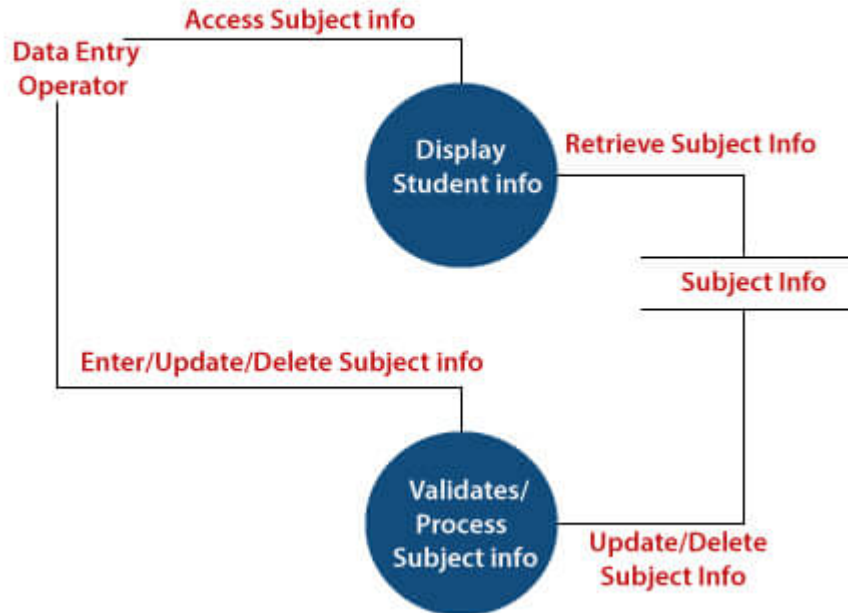 Access Subject info
Data Entry
Operator
Display
Student info
Retrieve Subject Info
Subject Info
Enter/Update/Delete Subject info
Validates/
Process
Subject info
Update/Delete
Subject Info